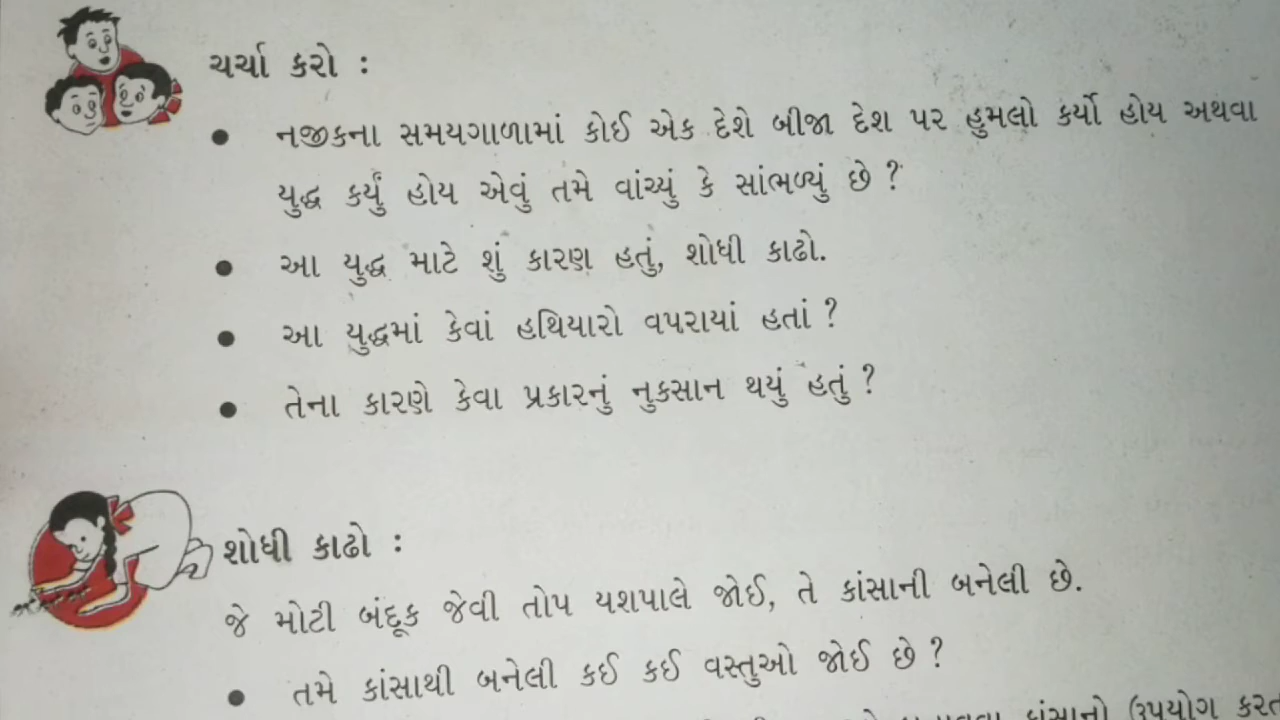 ચર્ચા કરો :
● નજીકના સમયગાળામાં કોઈ એક દેશે બીજા દેશ પર હુમલો કર્યો હોય અથવા
યુદ્ધ કર્યું હોય એવું તમે વાંચ્યું કે સાંભળ્યું છે ?
● આ યુદ્ધ માટે શું કારણ હતું, શોધી કાઢો.
● આ યુદ્ધમાં કેવાં હથિયારો વપરાયાં હતાં ?
● તેના કારણે કેવા પ્રકારનું નુકસાન થયું હતું ?
શોધી કાઢો :
જે મોટી બંદૂક જેવી તોપ યશપાલે જોઈ, તે કાંસાની બનેલી છે.
● તમે કાંસાથી બનેલી કઈ કઈ વસ્તુઓ જોઈ છે ?
કાંસાનો ઉપયોગ